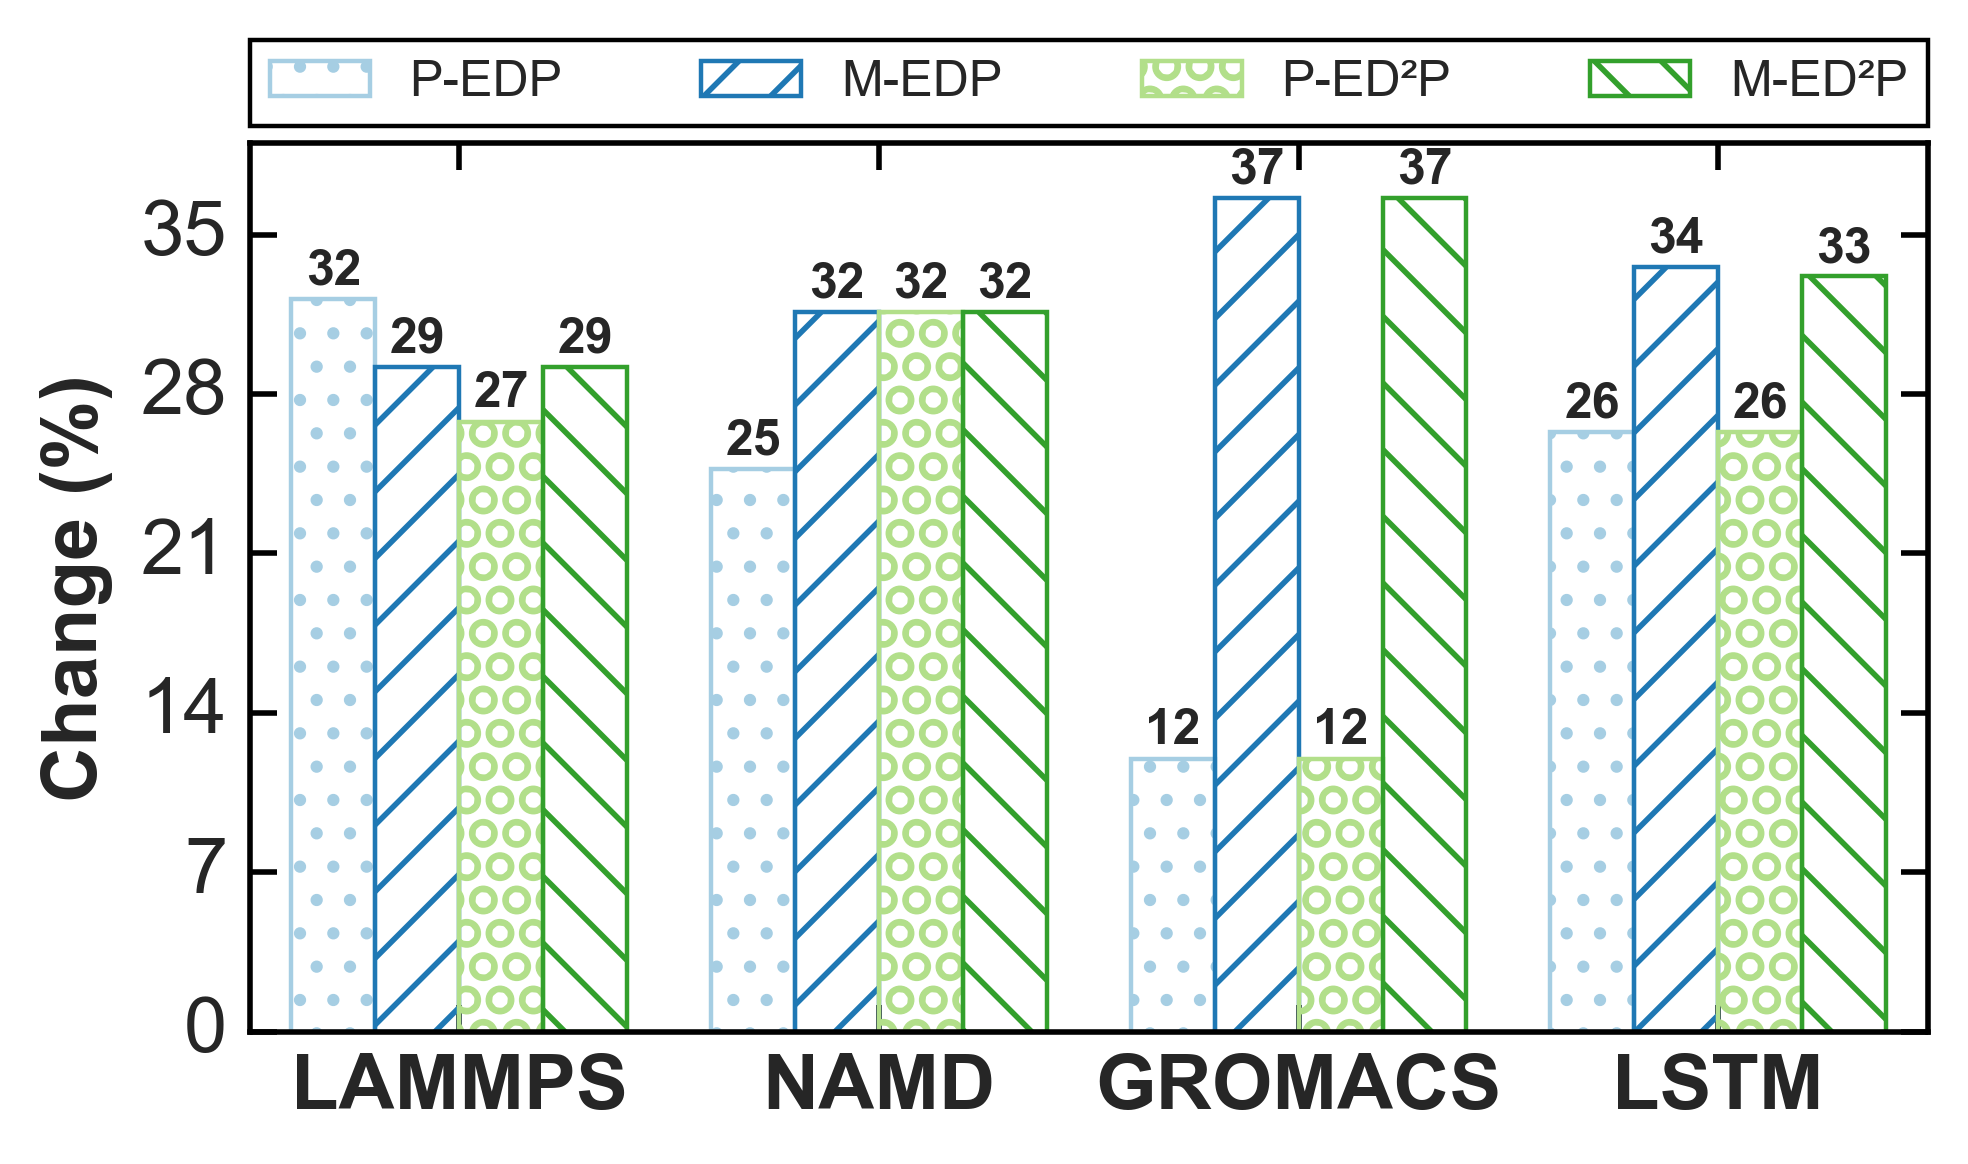 P-EDP M-EDP P-ED²P M-ED²P
Change (%)
35
28
21
14
7
0
32 29 27 29
25 32 32 32
12 37 12 37
26 34 26 33
LAMMPS NAMD GROMACS LSTM